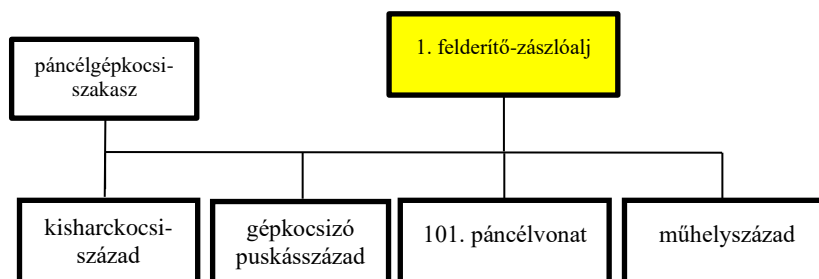 páncélgépkocsi-
szakasz
1. felderítő-zászlóalj
kisharckocsi-
század
gépkocsizó
puskásszázad
101. páncélvonat
műhelyszázad